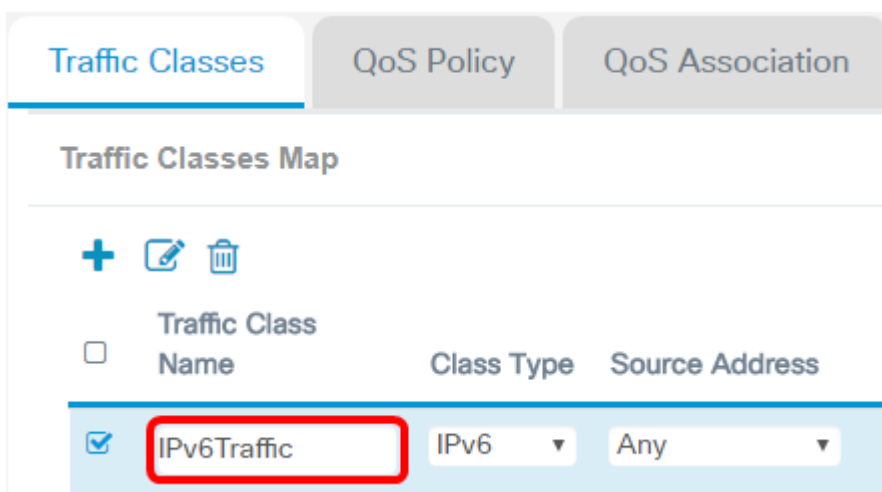 Traffic Classes QoS Policy QoS Association
Traffic Classes Map
Traffic Class
Name Class Type Source Address
IPv6Traffic IPv6 Any